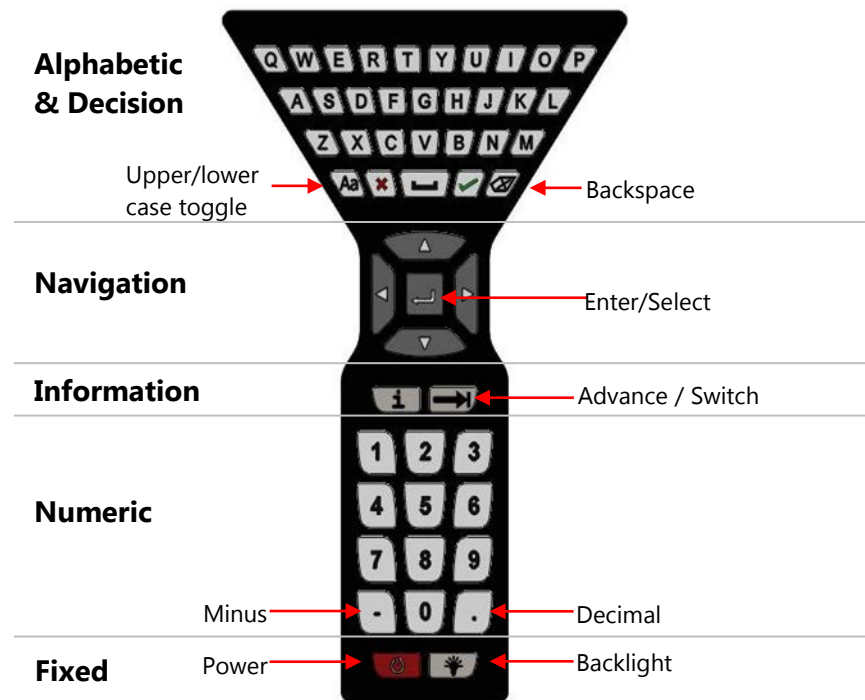 Alphabetic
& Decision
Q W E R T Y U I O P
A S D F G H J K L
Z X C V B N M
Upper/lower
case toggle
Aa
Backspace
Navigation
Enter/Select
Information
i
Advance / Switch
1 2 3
Numeric
4 5 6
7 8 9
Minus
- 0 .
Decimal
Fixed
Power
Backlight